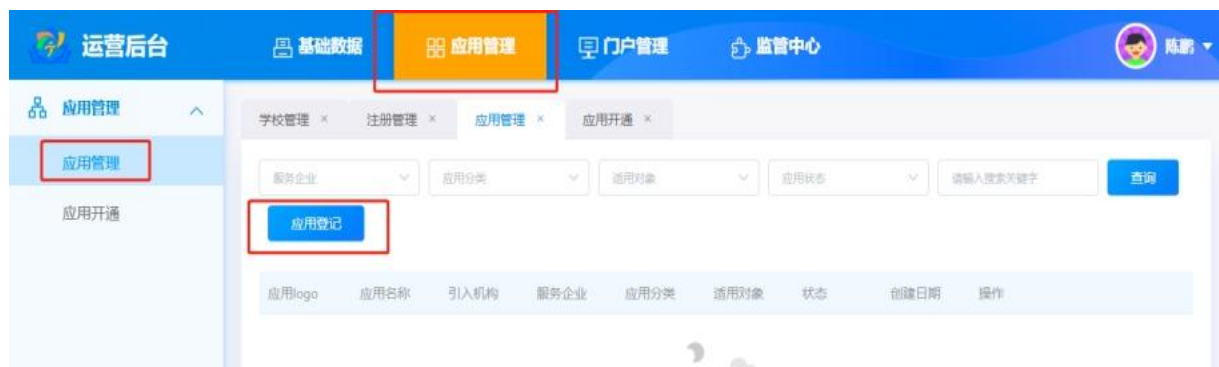 运营后台 基础数据 应用管理 门户管理 监管中心 陈鹏
应用管理
学校管理 × 注册管理 × 应用管理 × 应用开通 ×
应用管理
服务企业 应用分类 适用对象 应用状态 请输入搜索关键字 查询
应用开通
应用登记
应用logo 应用名称 引入机构 服务企业 应用分类 适用对象 状态 创建日期 操作